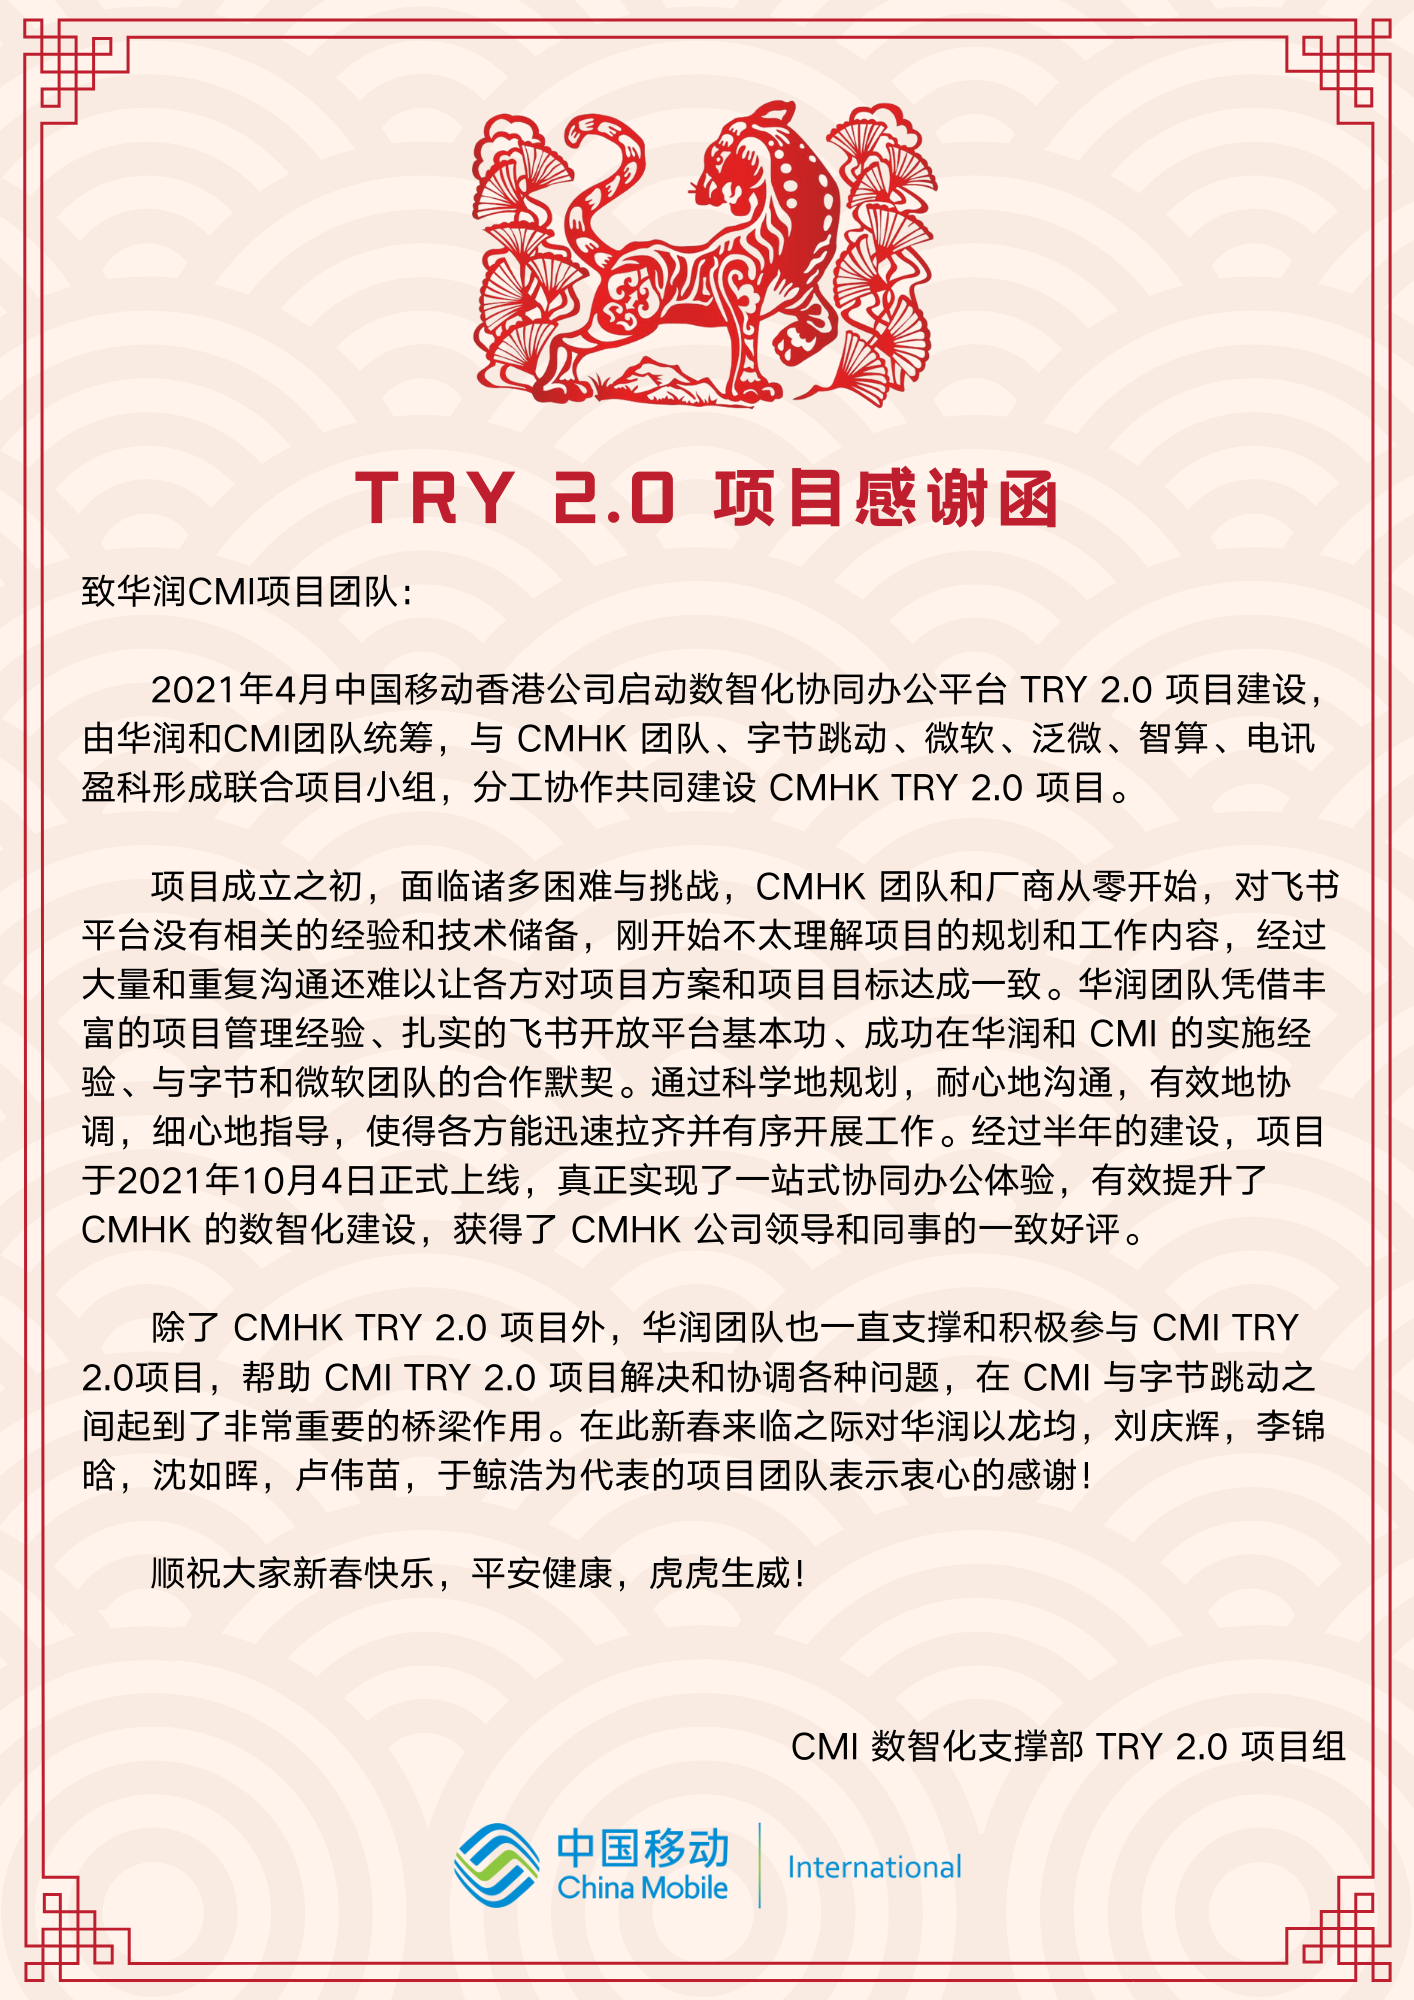 TRY 2.0 项目感谢函
致华润CMI项目团队：
2021年4月中国移动香港公司启动数智化协同办公平台 TRY 2.0 项目建设，
由华润和CMI团队统筹，与 CMHK 团队、字节跳动、微软、泛微、智算、电讯
盈科形成联合项目小组，分工协作共同建设 CMHK TRY 2.0 项目。
项目成立之初，面临诸多困难与挑战，CMHK 团队和厂商从零开始，对飞书
平台没有相关的经验和技术储备，刚开始不太理解项目的规划和工作内容，经过
大量和重复沟通还难以让各方对项目方案和项目目标达成一致。华润团队凭借丰
富的项目管理经验、扎实的飞书开放平台基本功、成功在华润和 CMI 的实施经
验、与字节和微软团队的合作默契。通过科学地规划，耐心地沟通，有效地协
调，细心地指导，使得各方能迅速拉齐并有序开展工作。经过半年的建设，项目
于2021年10月4日正式上线，真正实现了一站式协同办公体验，有效提升了
CMHK 的数智化建设，获得了 CMHK 公司领导和同事的一致好评。
除了 CMHK TRY 2.0 项目外，华润团队也一直支撑和积极参与 CMI TRY
2.0项目，帮助 CMI TRY 2.0 项目解决和协调各种问题，在 CMI 与字节跳动之
间起到了非常重要的桥梁作用。在此新春来临之际对华润以龙均，刘庆辉，李锦
晗，沈如晖，卢伟苗，于鲸浩为代表的项目团队表示衷心的感谢！
顺祝大家新春快乐，平安健康，虎虎生威！
CMI 数智化支撑部 TRY 2.0 项目组
中国移动
China Mobile
International